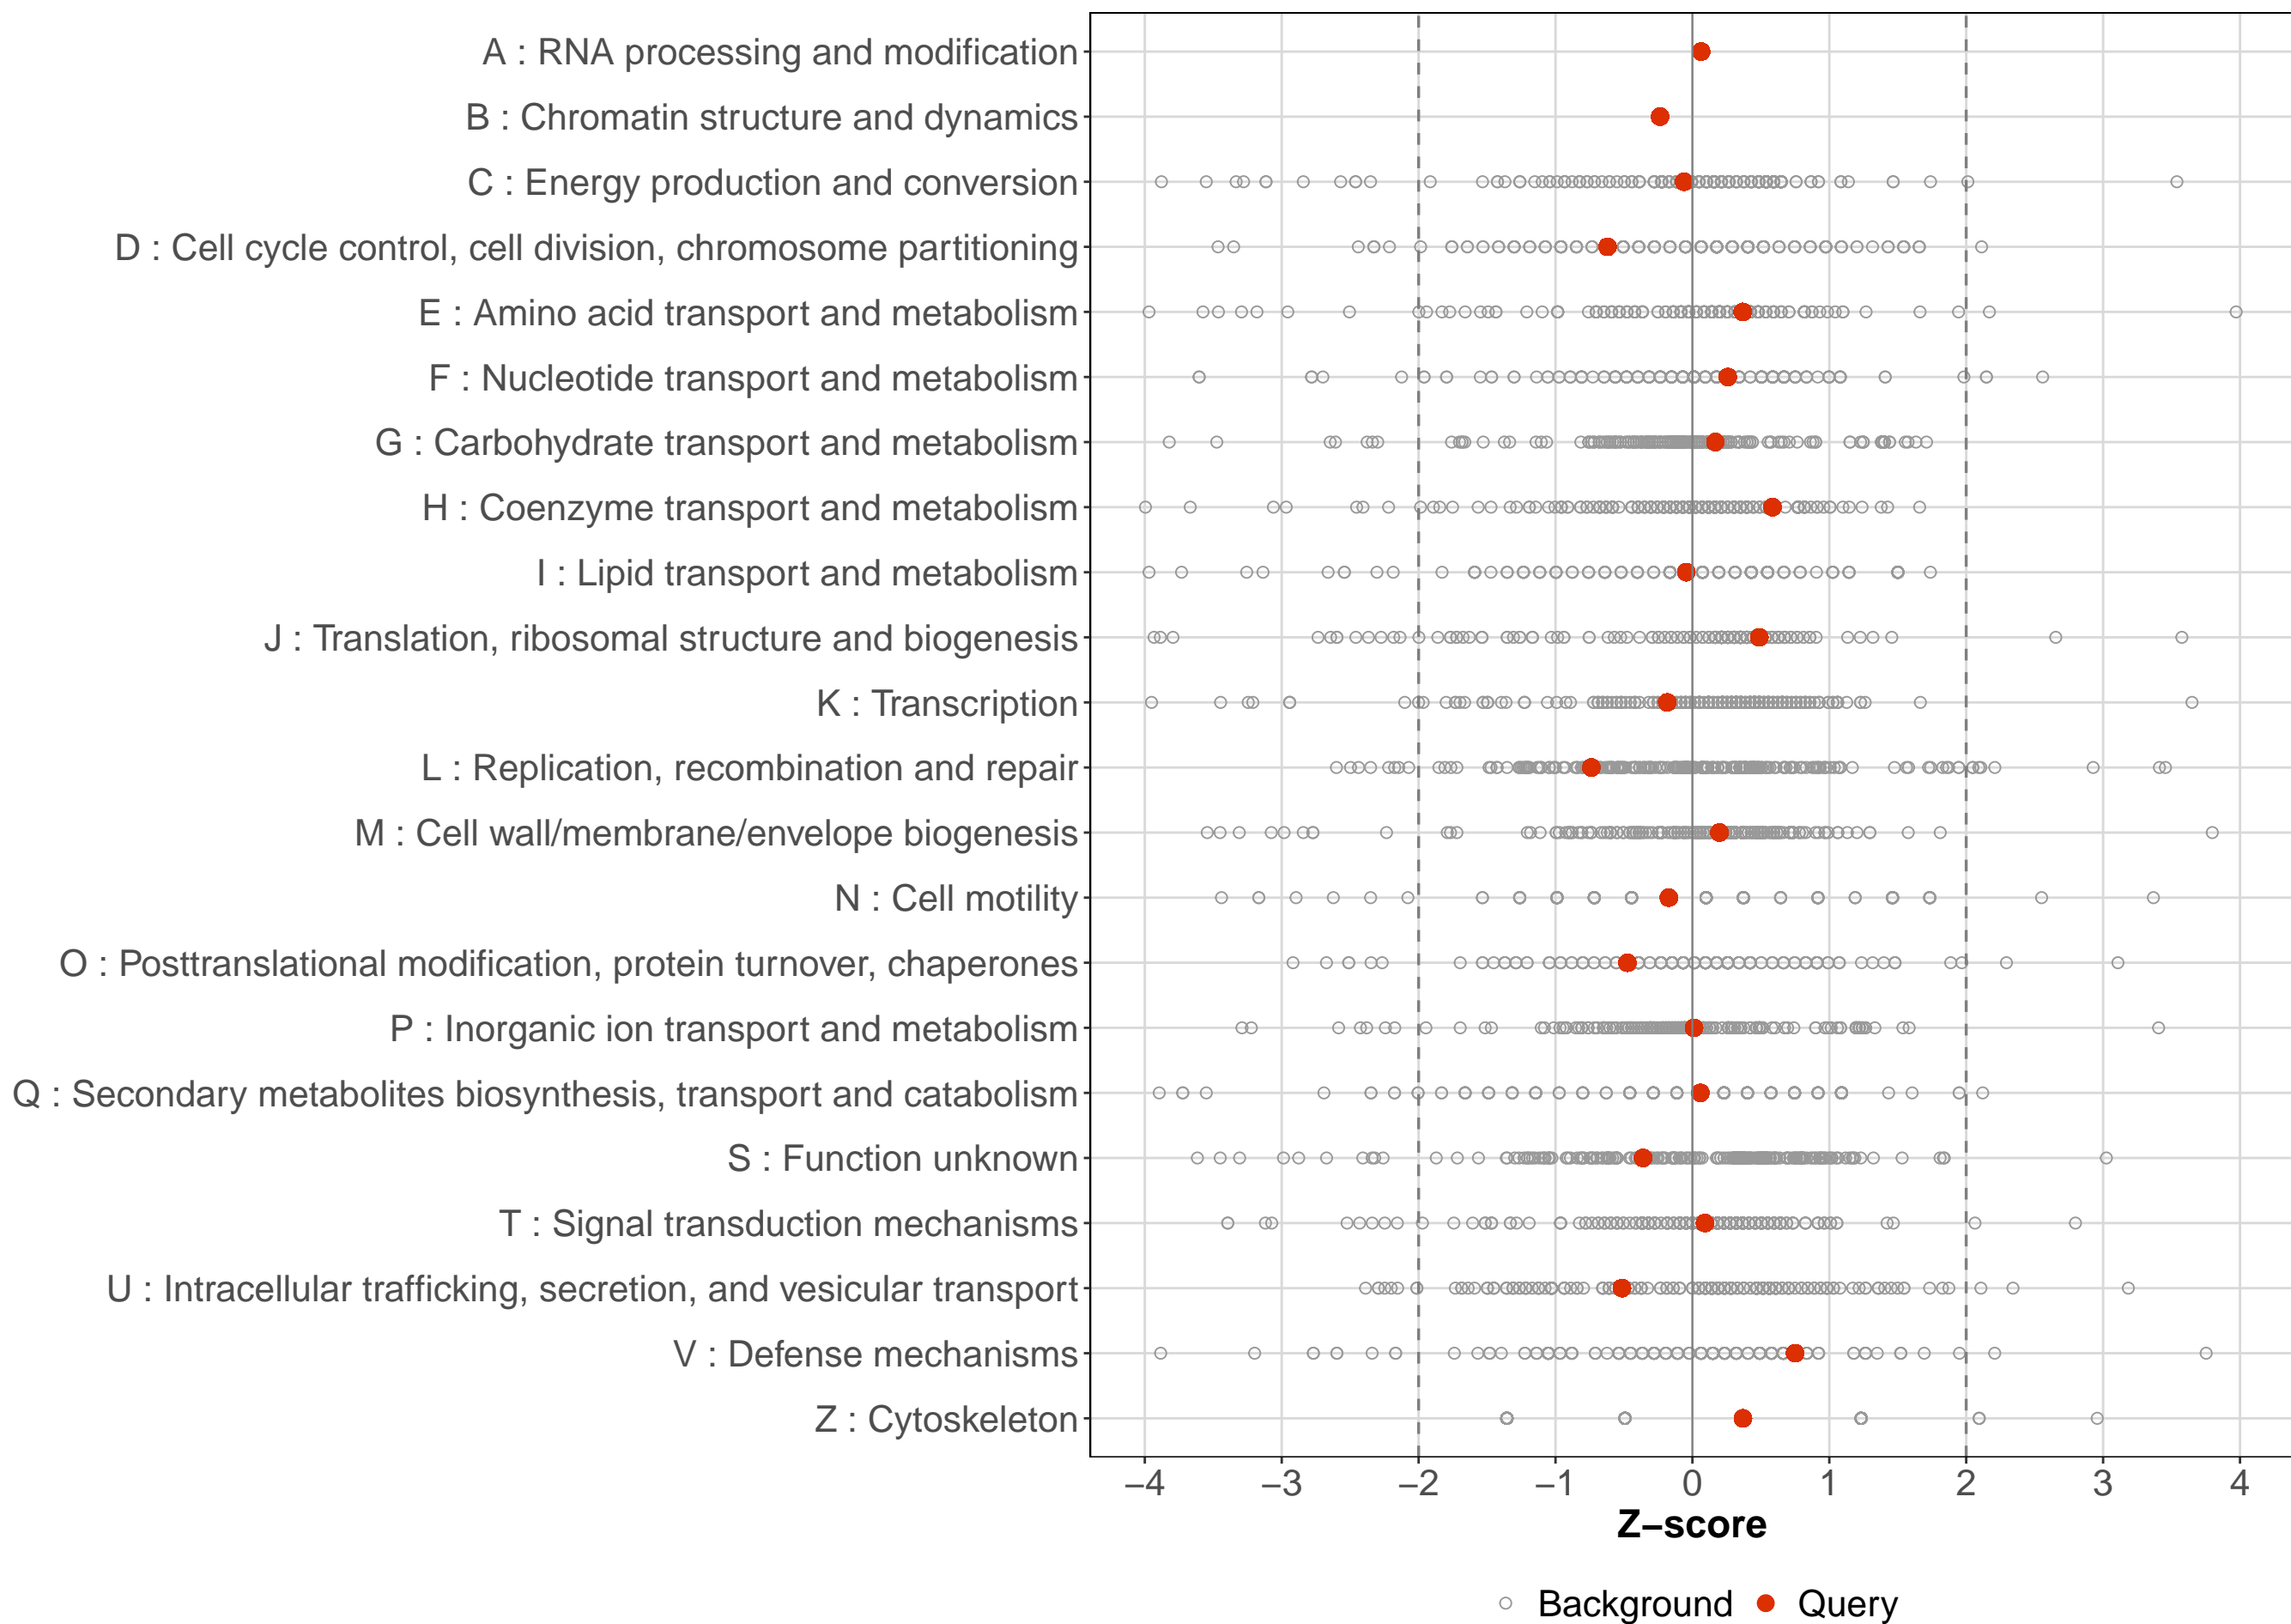 A : RNA processing and modification
B : Chromatin structure and dynamics
C : Energy production and conversion
D : Cell cycle control, cell division, chromosome partitioning
E : Amino acid transport and metabolism
F : Nucleotide transport and metabolism
G : Carbohydrate transport and metabolism
H : Coenzyme transport and metabolism
I : Lipid transport and metabolism
J : Translation, ribosomal structure and biogenesis
K : Transcription
L : Replication, recombination and repair
M : Cell wall/membrane/envelope biogenesis
N : Cell motility
O : Posttranslational modification, protein turnover, chaperones
P : Inorganic ion transport and metabolism
Q : Secondary metabolites biosynthesis, transport and catabolism
S : Function unknown
T : Signal transduction mechanisms
U : Intracellular trafficking, secretion, and vesicular transport
V : Defense mechanisms
Z : Cytoskeleton
−4 −3 −2 −1 0 1 2 3 4
Z−score
Background Query